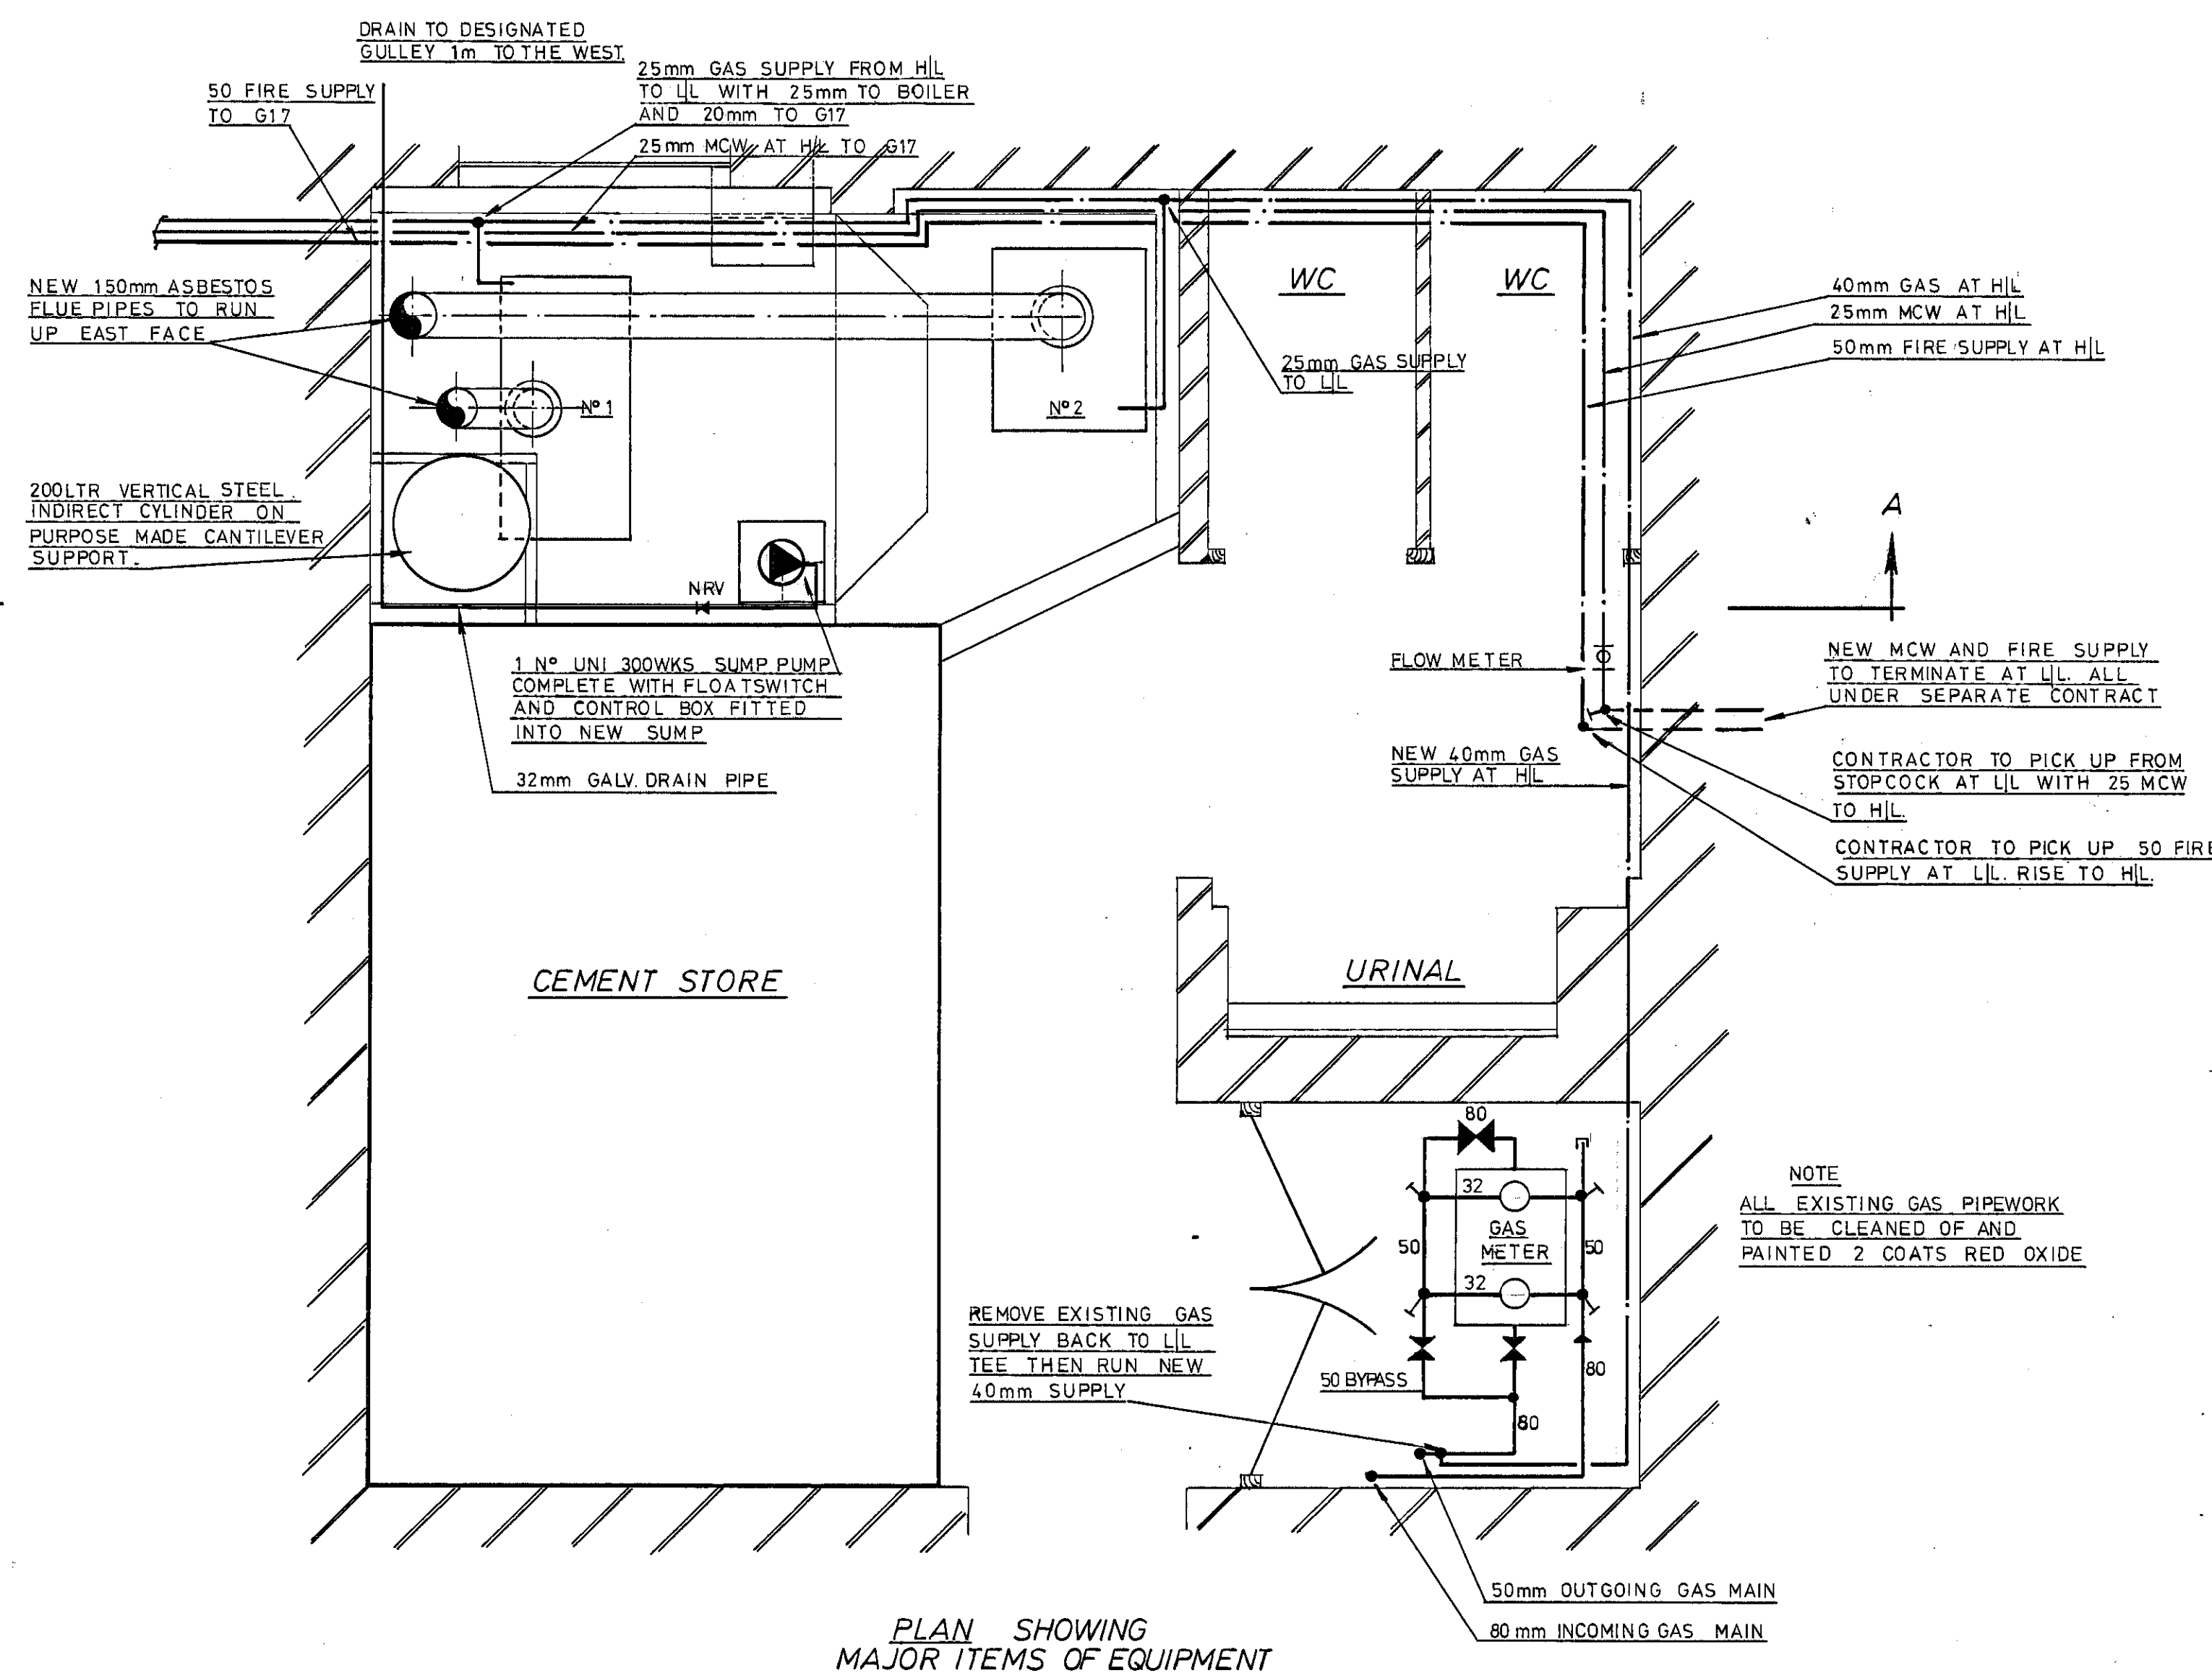 DRAIN TO DESIGNATED
GULLEY 1m TO THE WEST.
50 FIRE SUPPLY
TO G17
25mm GAS SUPPLY FROM H|L
TO L|L WITH 25mm TO BOILER
AND 20mm TO G17
25mm MCW AT H/L TO G17
NEW 150mm ASBESTOS
FLUE PIPES TO RUN
UP EAST FACE
200LTR VERTICAL STEEL
INDIRECT CYLINDER ON
PURPOSE MADE CANTILEVER
SUPPORT.
Nº1
Nº2
NRV
1 Nº UNI 300WKS SUMP PUMP
COMPLETE WITH FLOATSWITCH
AND CONTROL BOX FITTED
INTO NEW SUMP
32mm GALV. DRAIN PIPE
WC
WC
25mm GAS SUPPLY
TO L|L
40mm GAS AT H|L
25mm MCW AT H|L
50mm FIRE SUPPLY AT H|L
A
FLOW METER
NEW MCW AND FIRE SUPPLY
TO TERMINATE AT L|L. ALL
UNDER SEPARATE CONTRACT
NEW 40mm GAS
SUPPLY AT H|L
CONTRACTOR TO PICK UP FROM
STOPCOCK AT L|L WITH 25 MCW
TO H|L.
CONTRACTOR TO PICK UP 50 FIRE
SUPPLY AT L|L. RISE TO H|L.
CEMENT STORE
URINAL
80
32
GAS
METER
50
50
32
80
50 BYPASS
80
NOTE
ALL EXISTING GAS PIPEWORK
TO BE CLEANED OF AND
PAINTED 2 COATS RED OXIDE
REMOVE EXISTING GAS
SUPPLY BACK TO L|L
TEE THEN RUN NEW
40mm SUPPLY
50mm OUTGOING GAS MAIN
80mm INCOMING GAS MAIN
PLAN SHOWING
MAJOR ITEMS OF EQUIPMENT